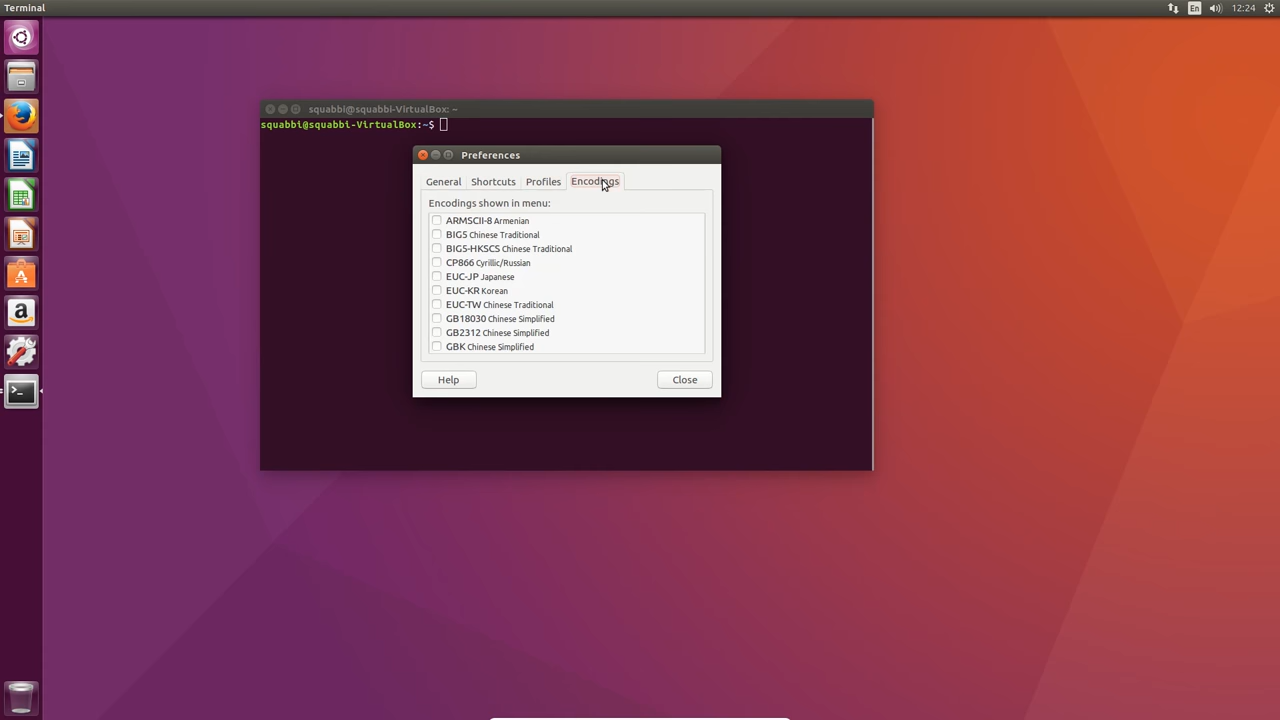 Terminal
En
12:24
squabbi@squabbi-VirtualBox: ~
squabbi@squabbi-VirtualBox:~$
Preferences
General Shortcuts Profiles Encodings
Encodings shown in menu:
ARMSCII-8 Armenian
BIG5 Chinese Traditional
BIG5-HKSCS Chinese Traditional
CP866 Cyrillic/Russian
EUC-JP Japanese
EUC-KR Korean
EUC-TW Chinese Traditional
GB18030 Chinese Simplified
GB2312 Chinese Simplified
GBK Chinese Simplified
Help Close